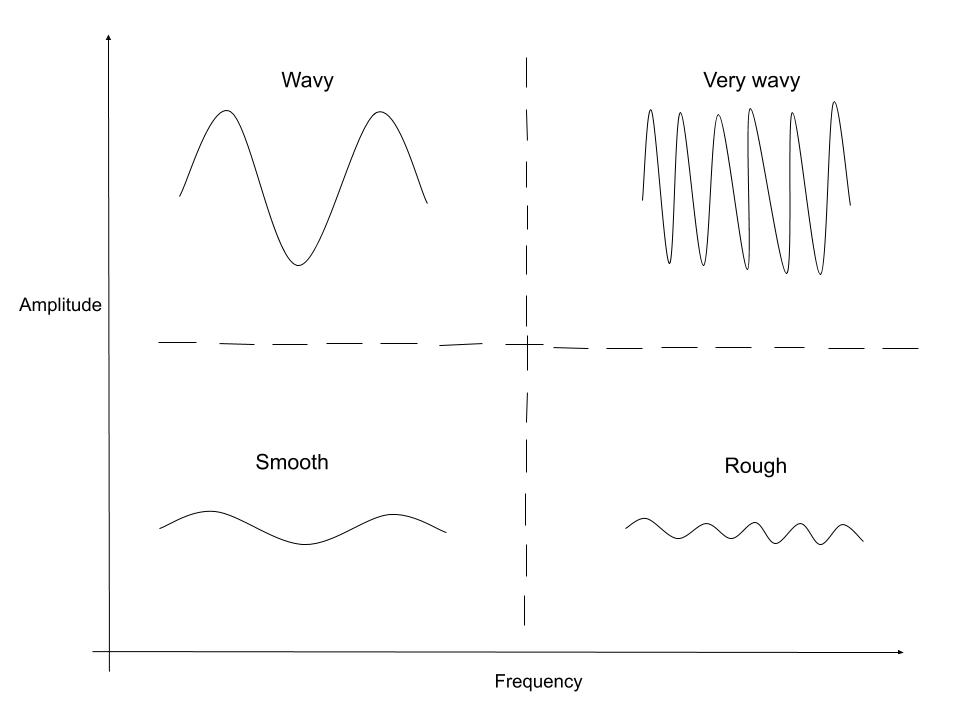 Wavy
Very wavy
Amplitude
Smooth
Rough
Frequency